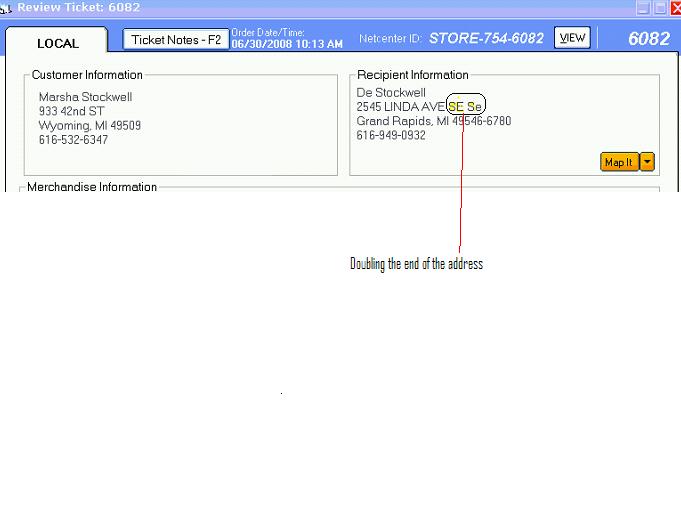 Review Ticket: 6082
LOCAL
Ticket Notes - F2
Order Date/Time:
06/30/2008 10:13 AM
Netcenter ID: STORE-754-6082
VIEW
6082
Customer Information
Marsha Stockwell
933 42nd ST
Wyoming, MI 49509
616-532-6347
Recipient Information
De Stockwell
2545 LINDA AVE SE Se
Grand Rapids, MI 49546-6780
616-949-0932
Map It
Merchandise Information
Doubling the end of the address